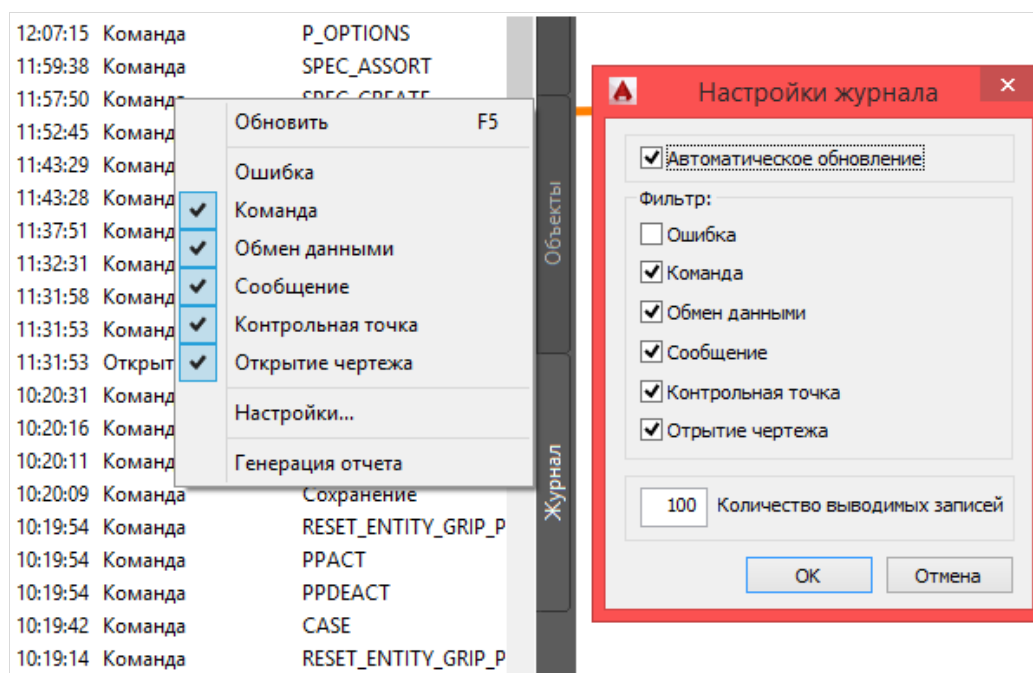 12:07:15 Команда P_OPTIONS
11:59:38 Команда SPEC_ASSORT
11:57:50 Команда SPEC_CREATE
11:52:45 Команд
11:43:29 Команд
11:43:28 Команд
11:37:51 Команд
11:32:31 Команд
11:31:58 Команд
11:31:53 Команд
11:31:53 Открыт
10:20:31 Команд
10:20:16 Команд
10:20:11 Команд
10:20:09 Команда Сохранение
10:19:54 Команда RESET_ENTITY_GRIP_P
10:19:54 Команда PPACT
10:19:54 Команда PPDEACT
10:19:42 Команда CASE
10:19:14 Команда RESET_ENTITY_GRIP_P
Обновить F5
Ошибка
Команда
Обмен данными
Сообщение
Контрольная точка
Открытие чертежа
Настройки...
Генерация отчета
Объекты
Журнал
Настройки журнала
Автоматическое обновление
Фильтр:
Ошибка
Команда
Обмен данными
Сообщение
Контрольная точка
Отрытие чертежа
100 Количество выводимых записей
ОК Отмена